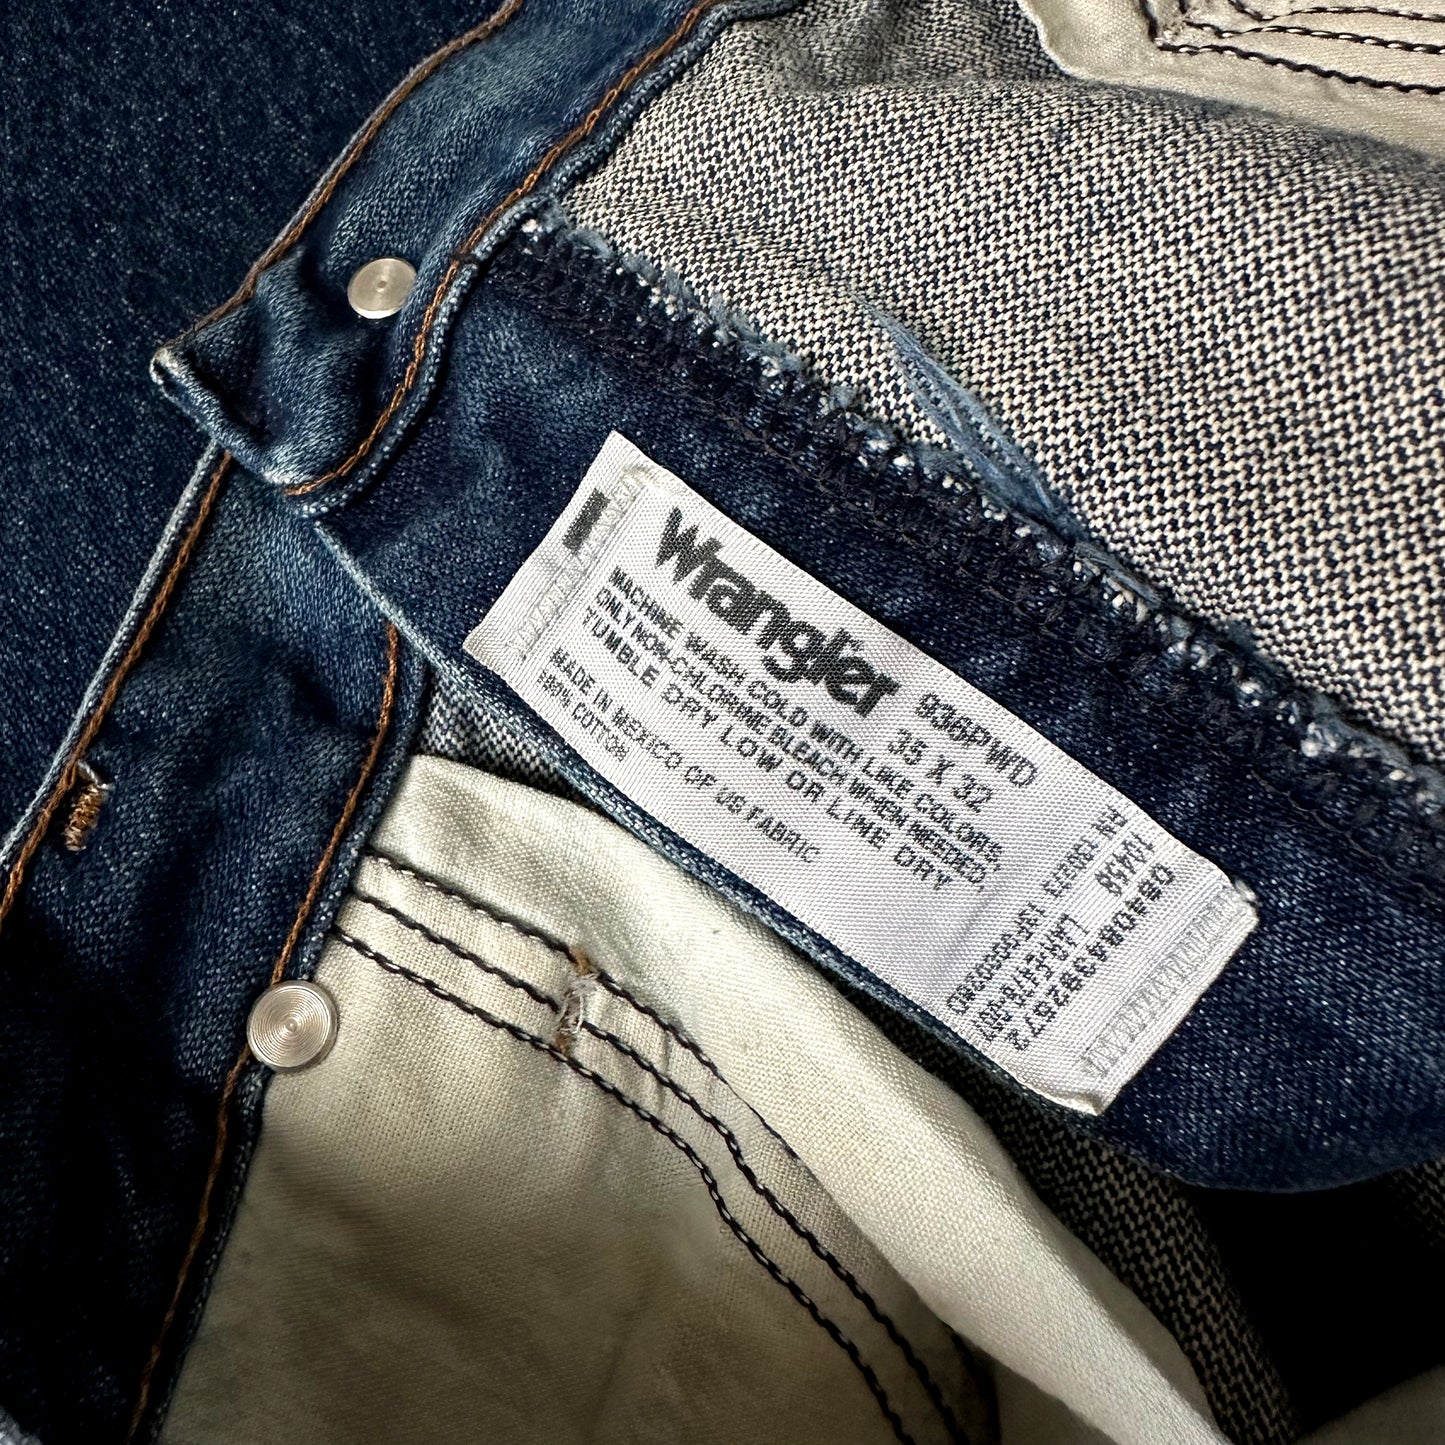 Wrangler
936PWD
35 X 32
MACHINE WASH COLD WITH LIKE COLORS,
ONLY NON-CHLORINE BLEACH WHEN NEEDED.
TUMBLE DRY LOW OR LINE DRY
MADE IN MEXICO OF US FABRIC
100% COTTON
10458